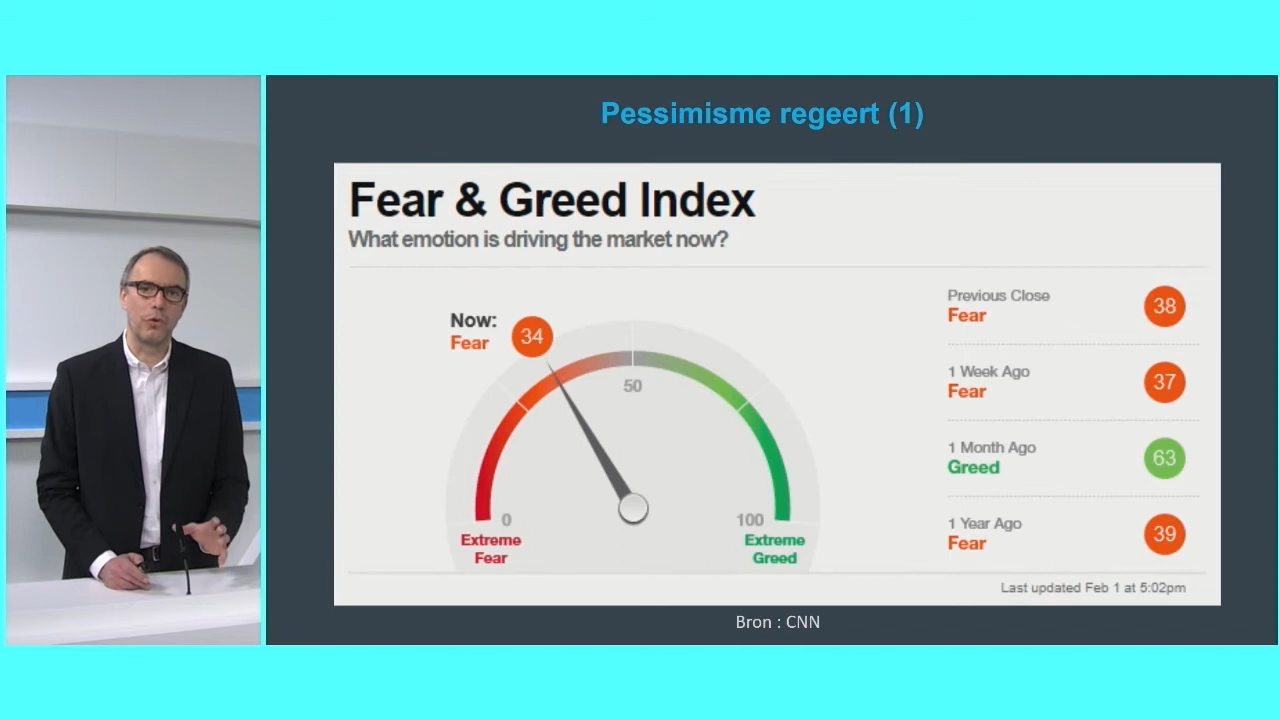 Pessimisme regeert (1)
Fear & Greed Index
What emotion is driving the market now?
Now:
Fear
34
50
0
100
Extreme
Fear
Extreme
Greed
Previous Close
Fear
38
1 Week Ago
Fear
37
1 Month Ago
Greed
63
1 Year Ago
Fear
39
Last updated Feb 1 at 5:02pm
Bron : CNN